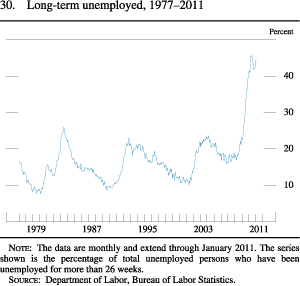 30. Long-term unemployed, 1977–2011
Percent
40
30
20
10
1979 1987 1995 2003 2011
NOTE: The data are monthly and extend through January 2011. The series
shown is the percentage of total unemployed persons who have been
unemployed for more than 26 weeks.
SOURCE: Department of Labor, Bureau of Labor Statistics.